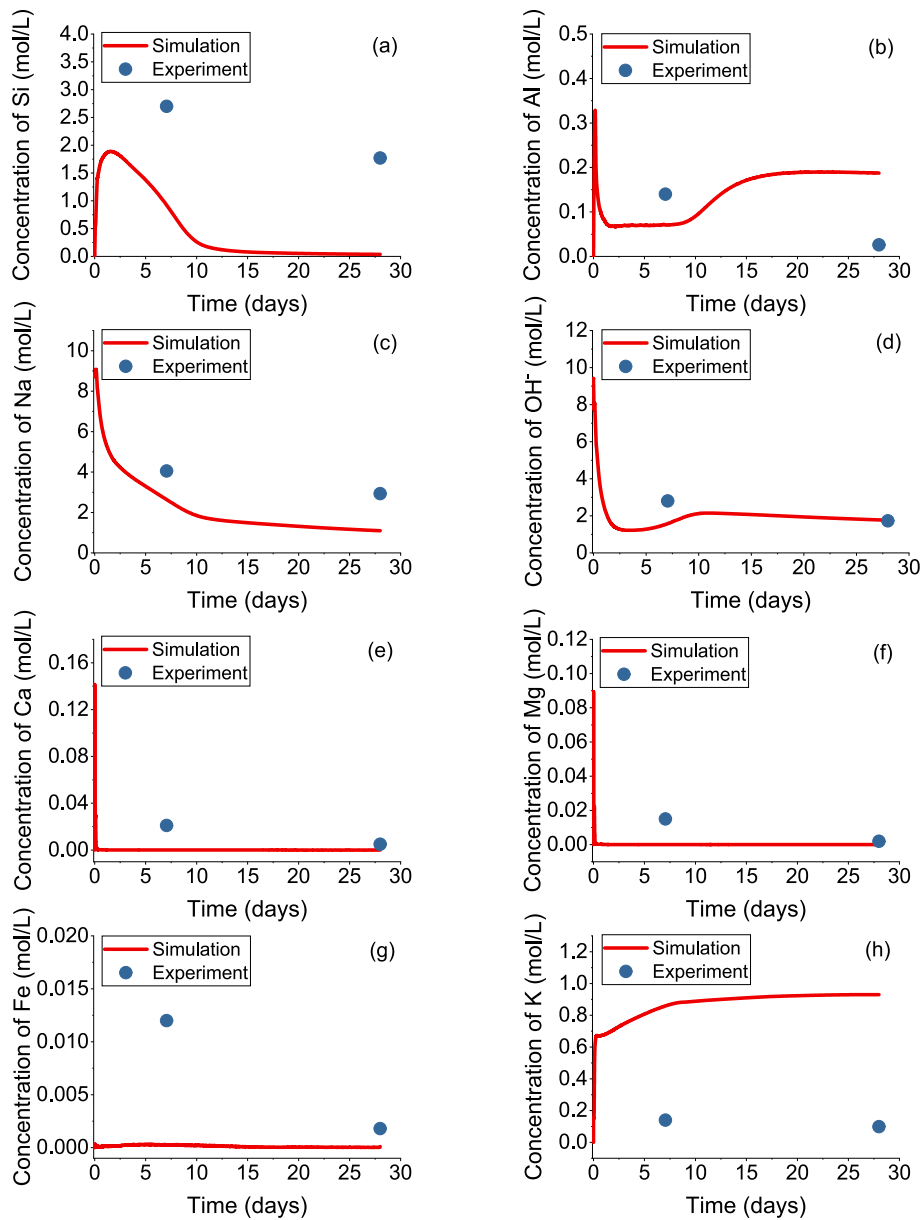 Concentration of Si (mol/L)
4.0
3.5
3.0
2.5
2.0
1.5
1.0
0.5
0.0
Simulation
Experiment
(a)
0 5 10 15 20 25 30
Time (days)
Concentration of Al (mol/L)
0.5
0.4
0.3
0.2
0.1
0.0
Simulation
Experiment
(b)
0 5 10 15 20 25 30
Time (days)
Concentration of Na (mol/L)
10
8
6
4
2
0
Simulation
Experiment
(c)
0 5 10 15 20 25 30
Time (days)
Concentration of OH⁻ (mol/L)
12
10
8
6
4
2
0
Simulation
Experiment
(d)
0 5 10 15 20 25 30
Time (days)
Concentration of Ca (mol/L)
0.16
0.12
0.08
0.04
0.00
Simulation
Experiment
(e)
0 5 10 15 20 25 30
Time (days)
Concentration of Mg (mol/L)
0.12
0.10
0.08
0.06
0.04
0.02
0.00
Simulation
Experiment
(f)
0 5 10 15 20 25 30
Time (days)
Concentration of Fe (mol/L)
0.020
0.015
0.010
0.005
0.000
Simulation
Experiment
(g)
0 5 10 15 20 25 30
Time (days)
Concentration of K (mol/L)
1.2
1.0
0.8
0.6
0.4
0.2
0.0
Simulation
Experiment
(h)
0 5 10 15 20 25 30
Time (days)